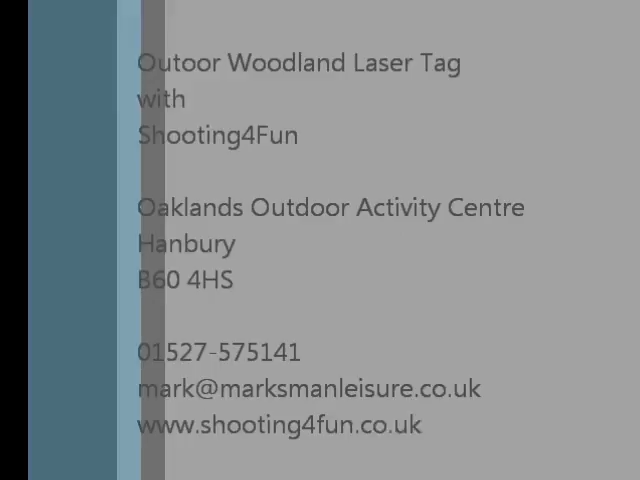 Outoor Woodland Laser Tag
with
Shooting4Fun
Oaklands Outdoor Activity Centre
Hanbury
B60 4HS
01527-575141
mark@marksmanleisure.co.uk
www.shooting4fun.co.uk